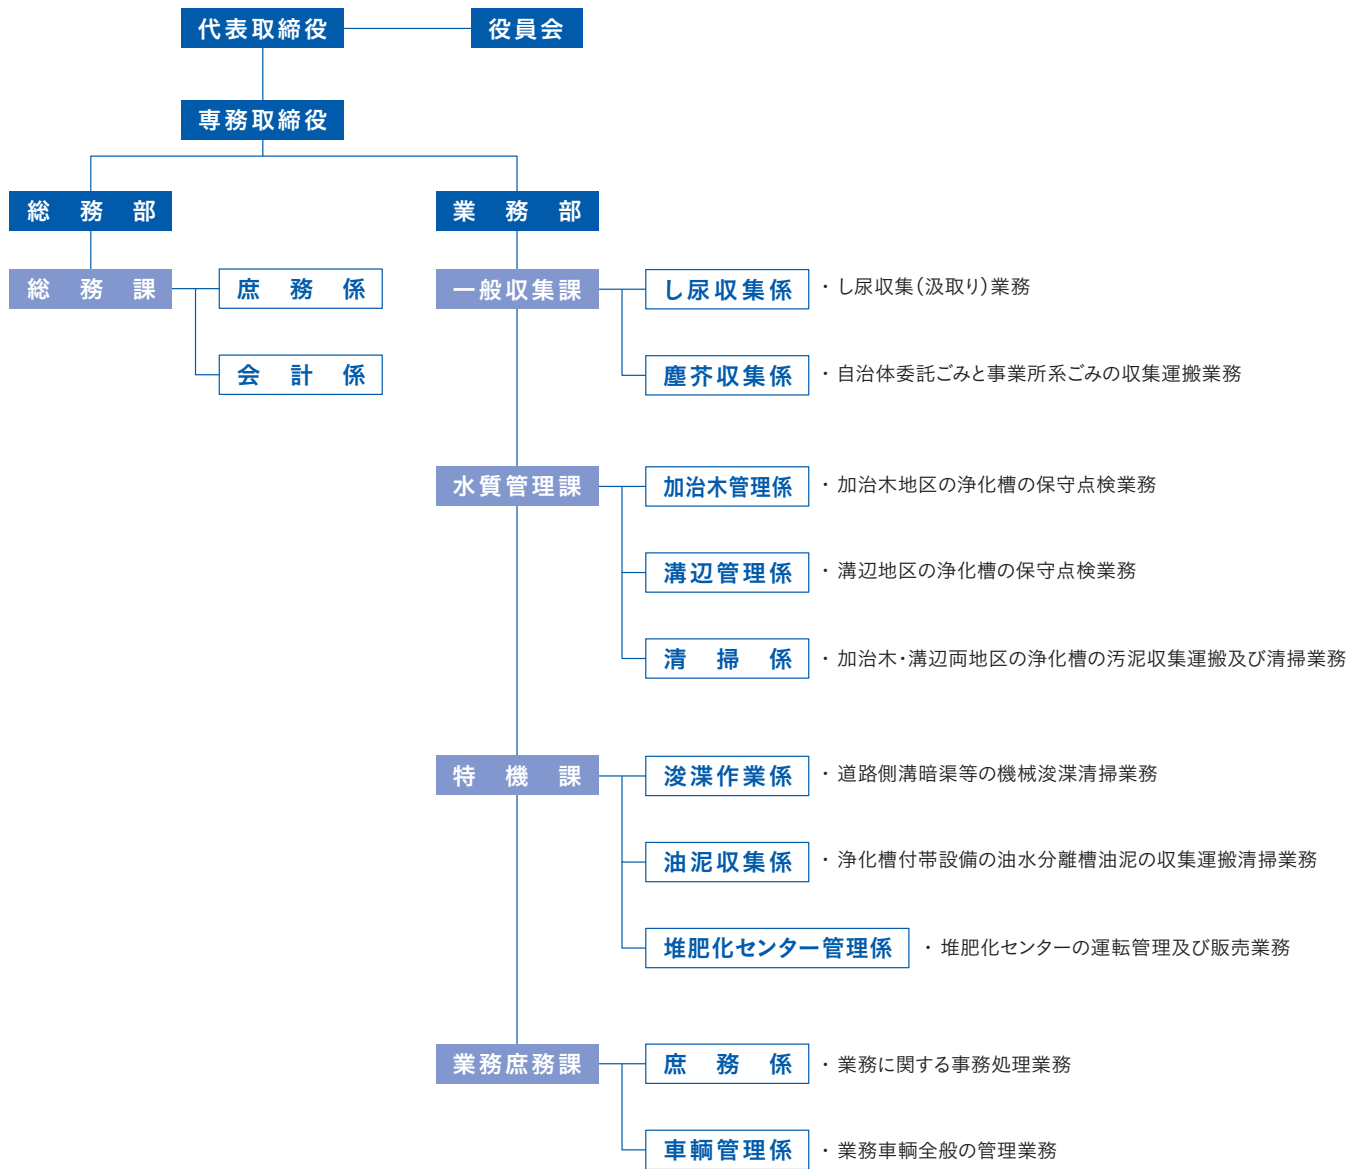 代表取締役 役員会
専務取締役
総務部 業務部
総務課 庶務係 一般収集課 し尿収集係 ・し尿収集（汲取り）業務
会計係 塵芥収集係 ・自治体委託ごみと事業所系ごみの収集運搬業務
水質管理課 加治木管理係 ・加治木地区の浄化槽の保守点検業務
溝辺管理係 ・溝辺地区の浄化槽の保守点検業務
清掃係 ・加治木・溝辺両地区の浄化槽の汚泥収集運搬及び清掃業務
特機課 浚渫作業係 ・道路側溝暗渠等の機械浚渫清掃業務
油泥収集係 ・浄化槽付帯設備の油水分離槽油泥の収集運搬清掃業務
堆肥化センター管理係 ・堆肥化センターの運転管理及び販売業務
業務庶務課 庶務係 ・業務に関する事務処理業務
車輌管理係 ・業務車輌全般の管理業務